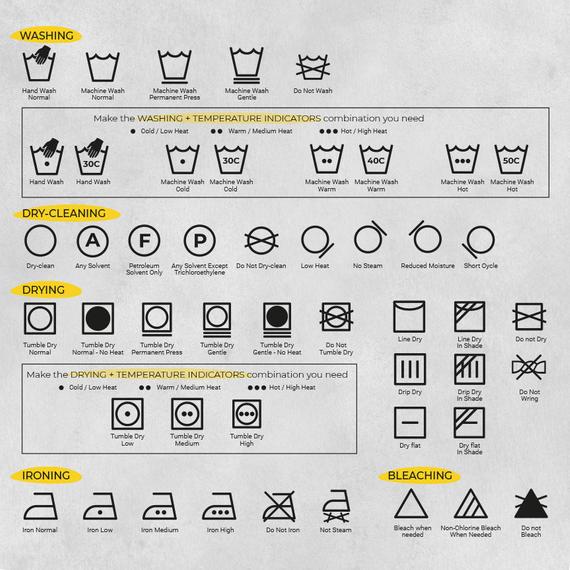 WASHING
Hand Wash
Normal
Machine Wash
Normal
Machine Wash
Permanent Press
Machine Wash
Gentle
Do Not Wash
Make the WASHING + TEMPERATURE INDICATORS combination you need
Cold / Low Heat
Warm / Medium Heat
Hot / High Heat
30C
30C
40C
50C
Hand Wash
Hand Wash
Machine Wash
Cold
Machine Wash
Cold
Machine Wash
Warm
Machine Wash
Warm
Machine Wash
Hot
Machine Wash
Hot
DRY-CLEANING
A
F
P
Dry-clean
Any Solvent
Petroleum
Solvent Only
Any Solvent Except
Trichloroethylene
Do Not Dry-clean
Low Heat
No Steam
Reduced Moisture
Short Cycle
DRYING
Tumble Dry
Normal
Tumble Dry
Normal - No Heat
Tumble Dry
Permanent Press
Tumble Dry
Gentle
Tumble Dry
Gentle - No Heat
Do Not
Tumble Dry
Line Dry
Line Dry
In Shade
Do not Dry
Drip Dry
Drip Dry
In Shade
Do Not
Wring
Dry flat
Dry flat
In Shade
Make the DRYING + TEMPERATURE INDICATORS combination you need
Cold / Low Heat
Warm / Medium Heat
Hot / High Heat
Tumble Dry
Low
Tumble Dry
Medium
Tumble Dry
High
IRONING
Iron Normal
Iron Low
Iron Medium
Iron High
Do Not Iron
Not Steam
BLEACHING
Bleach when
needed
Non-Chlorine Bleach
When Needed
Do not
Bleach